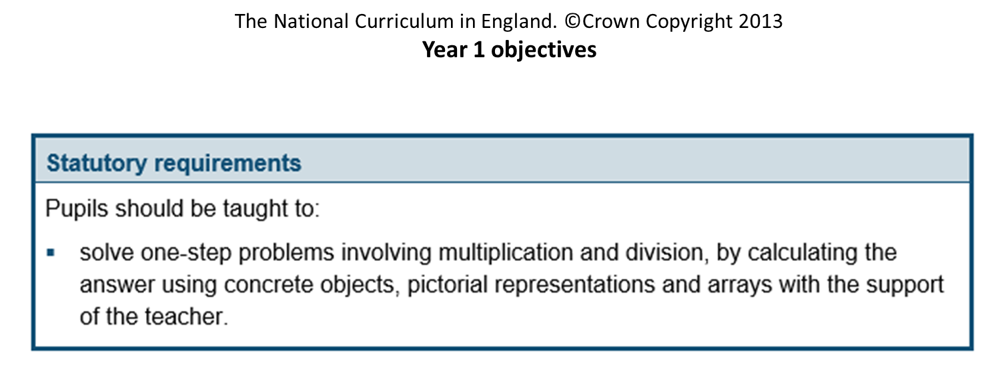 The National Curriculum in England. ©Crown Copyright 2013
Year 1 objectives
Statutory requirements
Pupils should be taught to:
▪ solve one-step problems involving multiplication and division, by calculating the
answer using concrete objects, pictorial representations and arrays with the support
of the teacher.